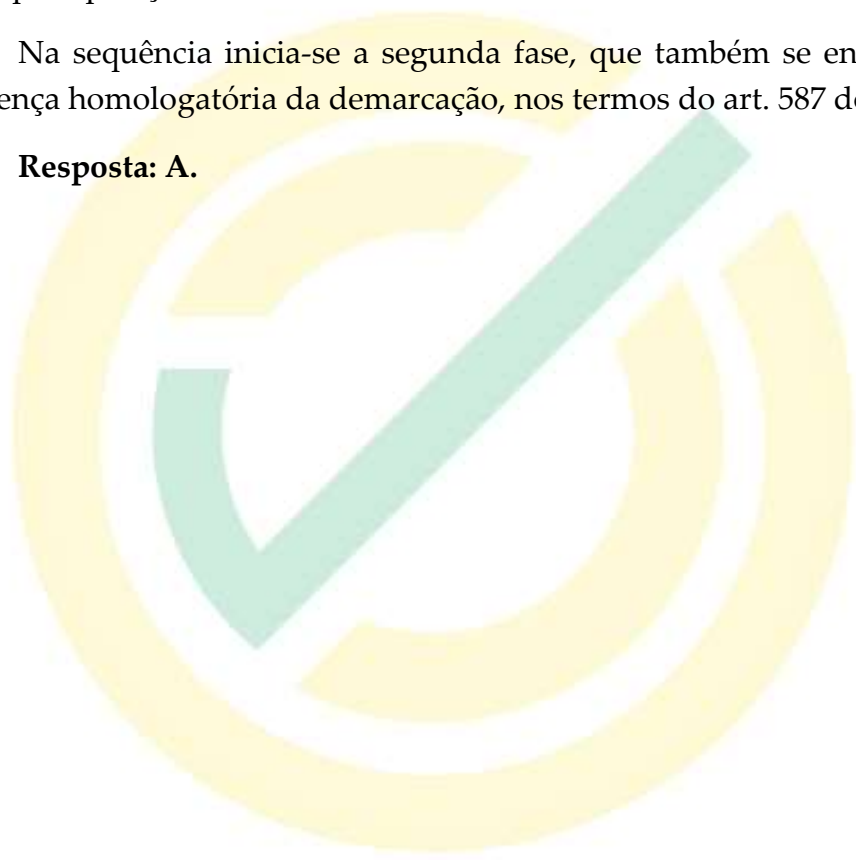 Na sequência inicia-se a segunda fase, que também se en
ença homologatória da demarcação, nos termos do art. 587 d
Resposta: A.